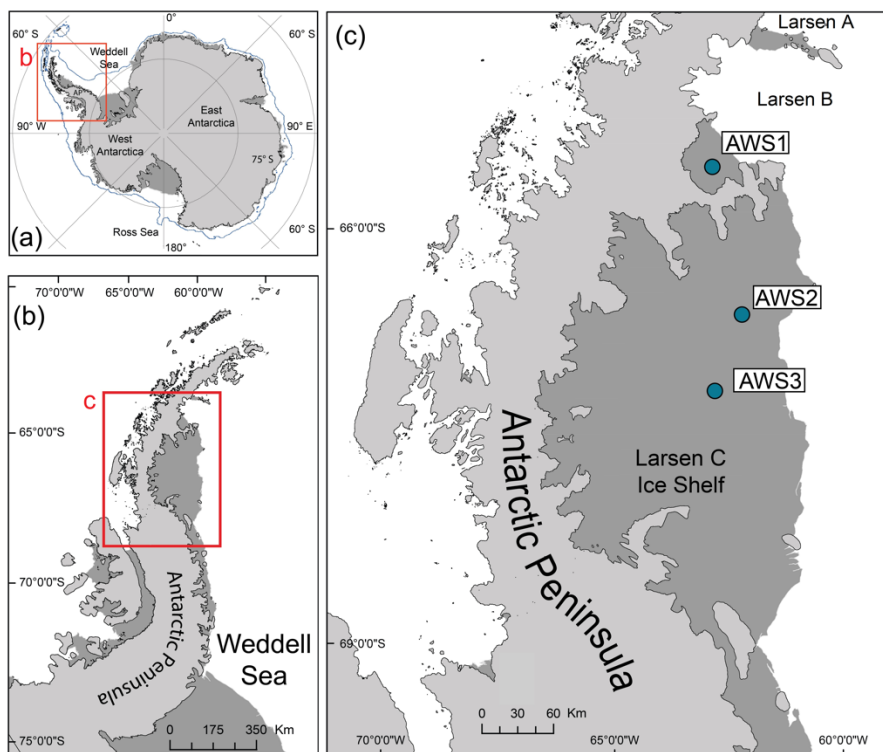 0°
60° S
Weddell
Sea
60° S
b
AP
East
Antarctica
90° W
West
Antarctica
90° E
75° S
Ross Sea
60° S
60° S
180°
(a)
70°0'0"W
65°0'0"W
60°0'0"W
(b)
c
65°0'0"S
70°0'0"S
75°0'0"S
Antarctic Peninsula
Weddell
Sea
0 175 350 Km
(c)
Larsen A
Larsen B
AWS1
66°0'0"S
AWS2
AWS3
Larsen C
Ice Shelf
Antarctic Peninsula
69°0'0"S
0 30 60 Km
70°0'0"W
65°0'0"W
60°0'0"W